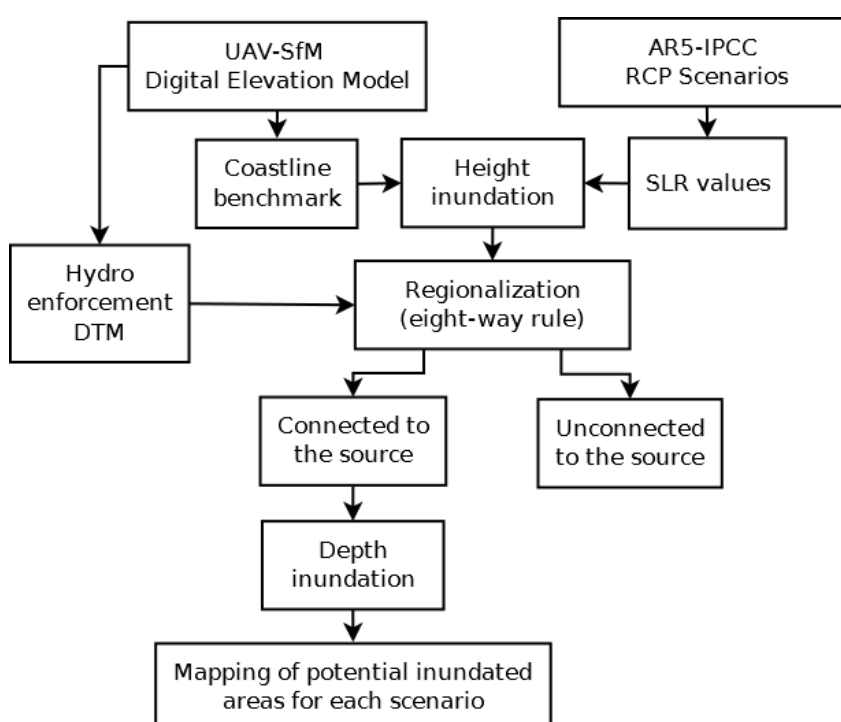 UAV-SfM
Digital Elevation Model
AR5-IPCC
RCP Scenarios
Coastline
benchmark
Height
inundation
SLR values
Hydro
enforcement
DTM
Regionalization
(eight-way rule)
Connected to
the source
Unconnected
to the source
Depth
inundation
Mapping of potential inundated
areas for each scenario